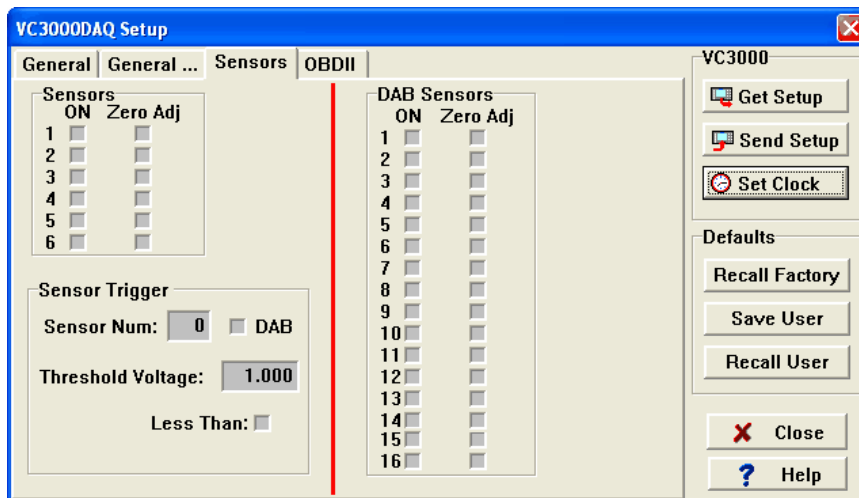 VC3000DAQ Setup
General
General ...
Sensors
OBDII
Sensors
ON Zero Adj
1
2
3
4
5
6
Sensor Trigger
Sensor Num: 0 DAB
Threshold Voltage: 1.000
Less Than:
DAB Sensors
ON Zero Adj
1
2
3
4
5
6
7
8
9
10
11
12
13
14
15
16
VC3000
Get Setup
Send Setup
Set Clock
Defaults
Recall Factory
Save User
Recall User
Close
Help